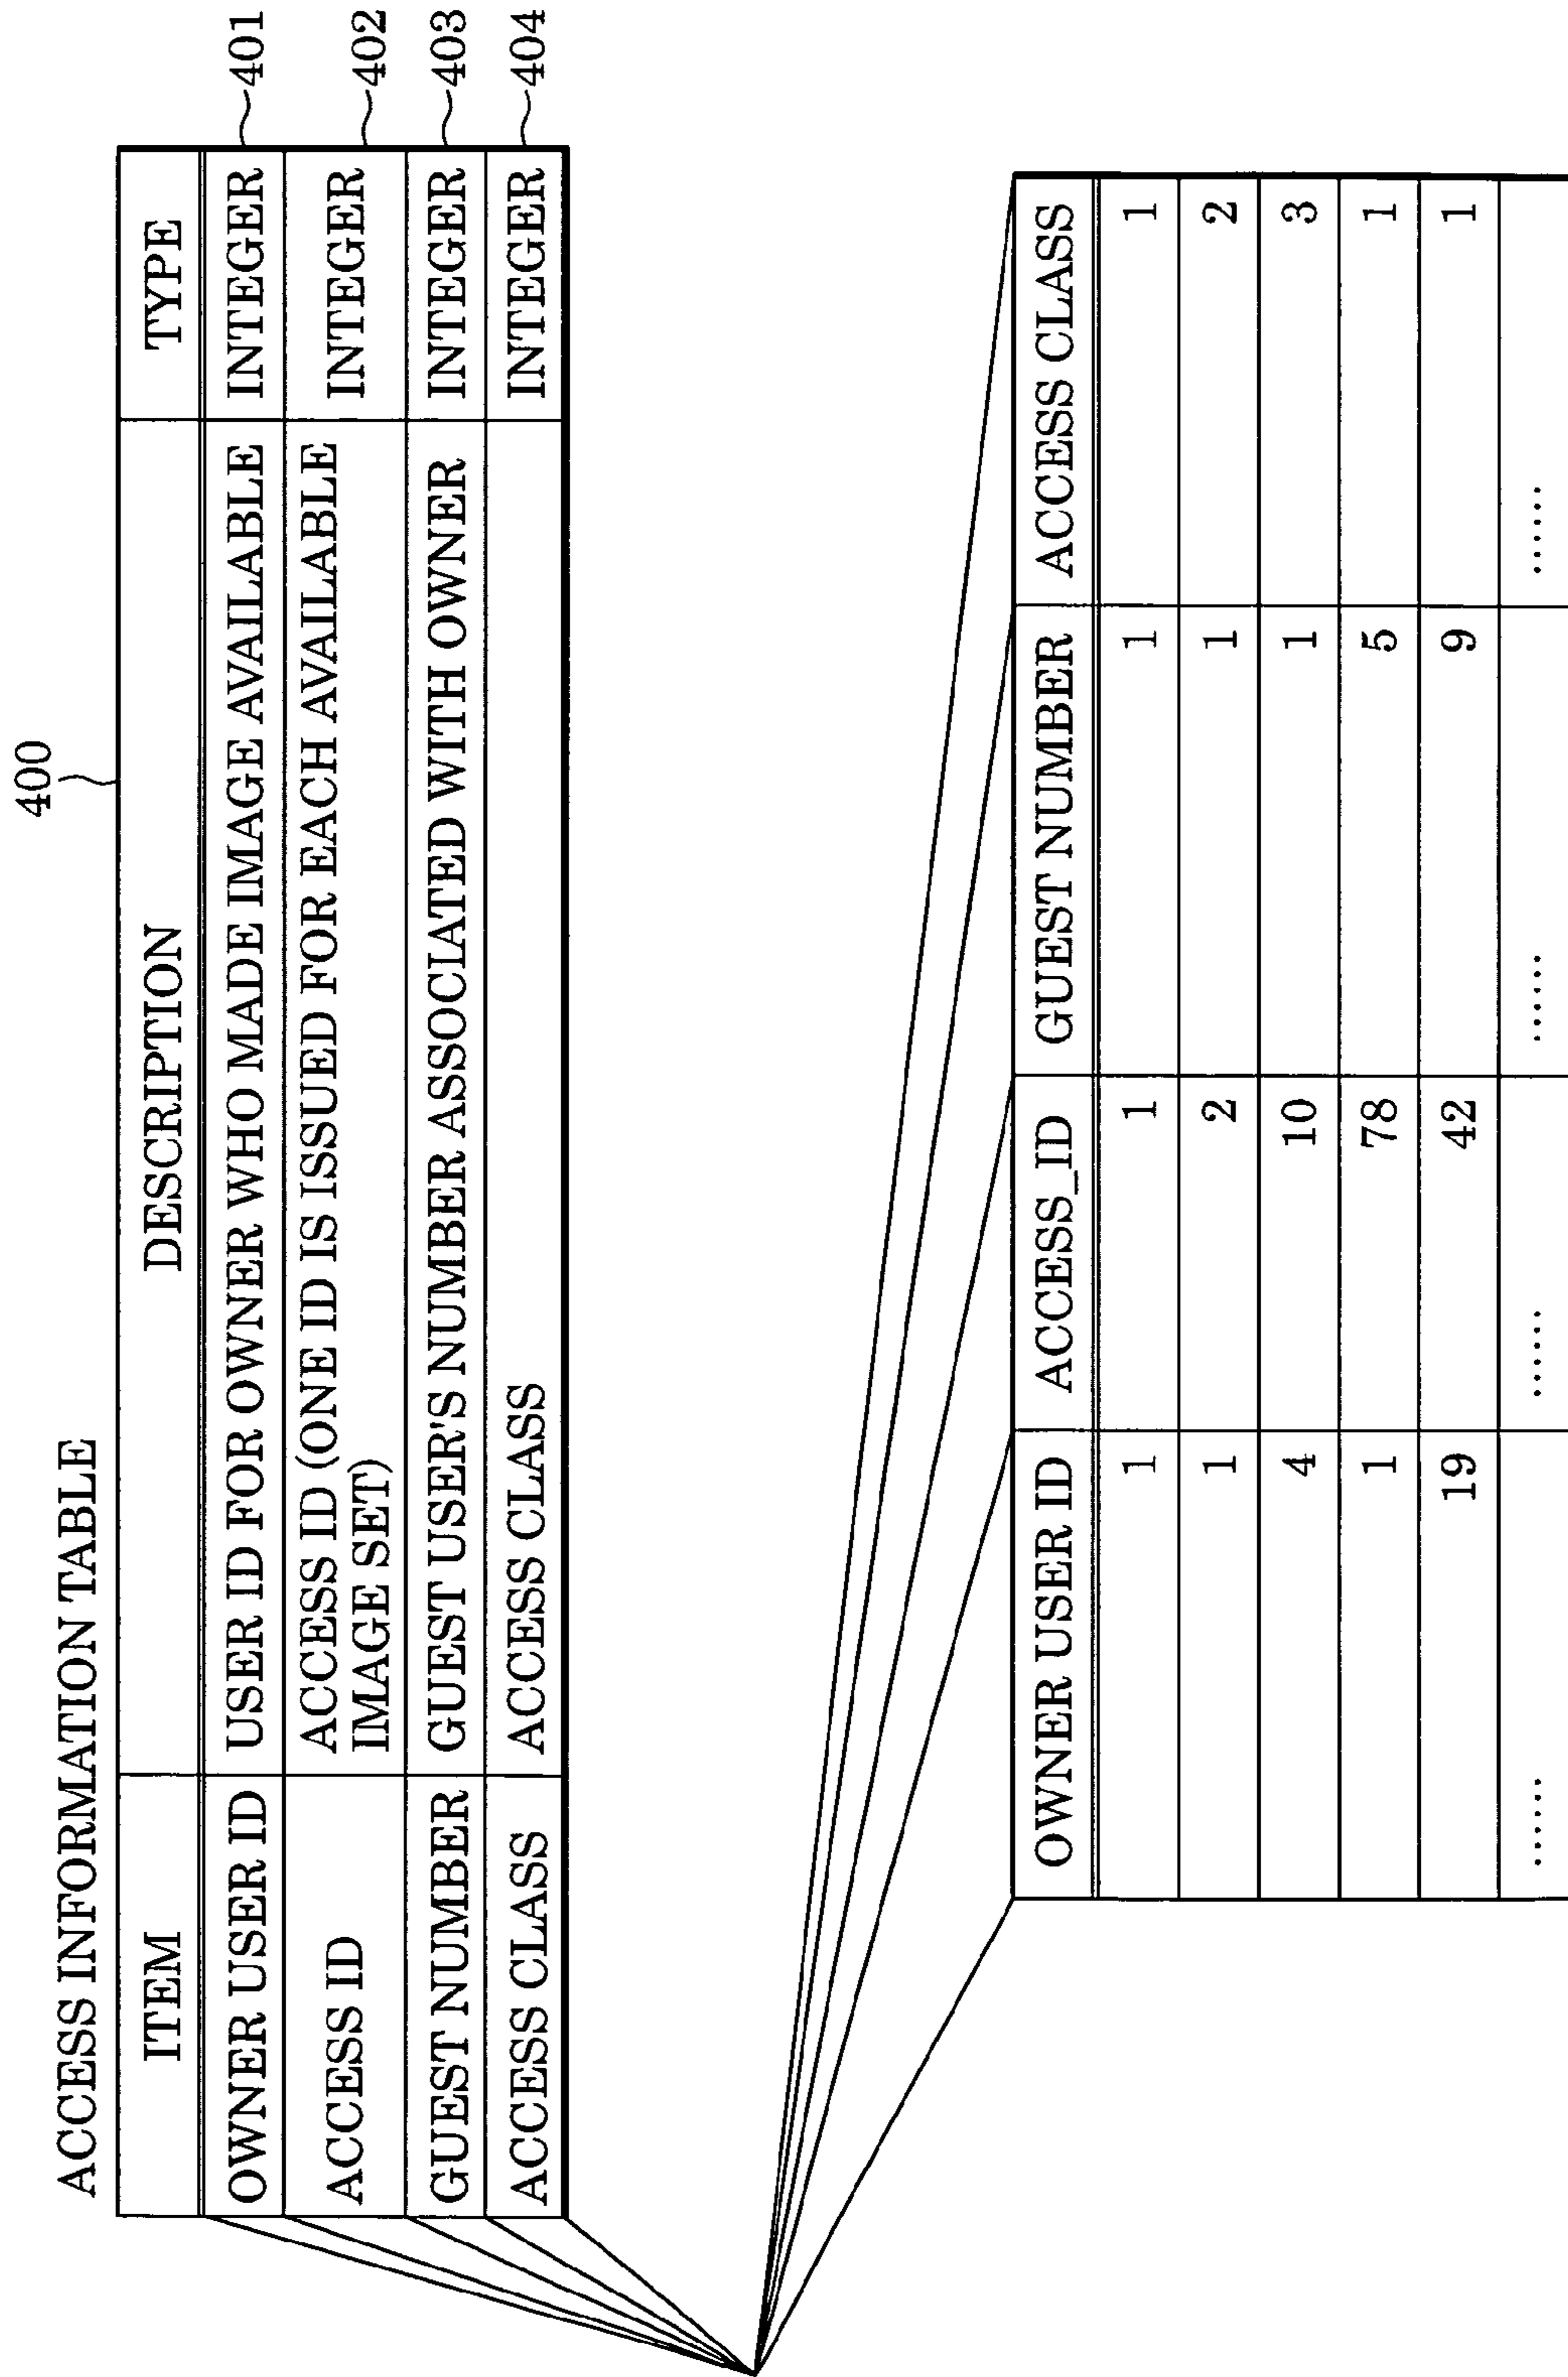 400
ACCESS INFORMATION TABLE
ITEM DESCRIPTION TYPE
OWNER USER ID USER ID FOR OWNER WHO MADE IMAGE AVAILABLE INTEGER 401
ACCESS ID ACCESS ID (ONE ID IS ISSUED FOR EACH AVAILABLE INTEGER 402
IMAGE SET)
GUEST NUMBER GUEST USER'S NUMBER ASSOCIATED WITH OWNER INTEGER 403
ACCESS CLASS ACCESS CLASS INTEGER 404
OWNER USER ID ACCESS_ID GUEST NUMBER ACCESS CLASS
1 1 1 1
1 2 1 2
4 10 1 3
1 78 5 1
19 42 9 1
...... ...... ...... ......